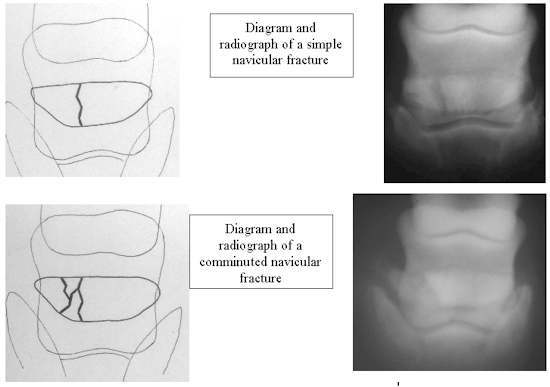 Diagram and
radiograph of a simple
navicular fracture
Diagram and
radiograph of a
comminuted navicular
fracture